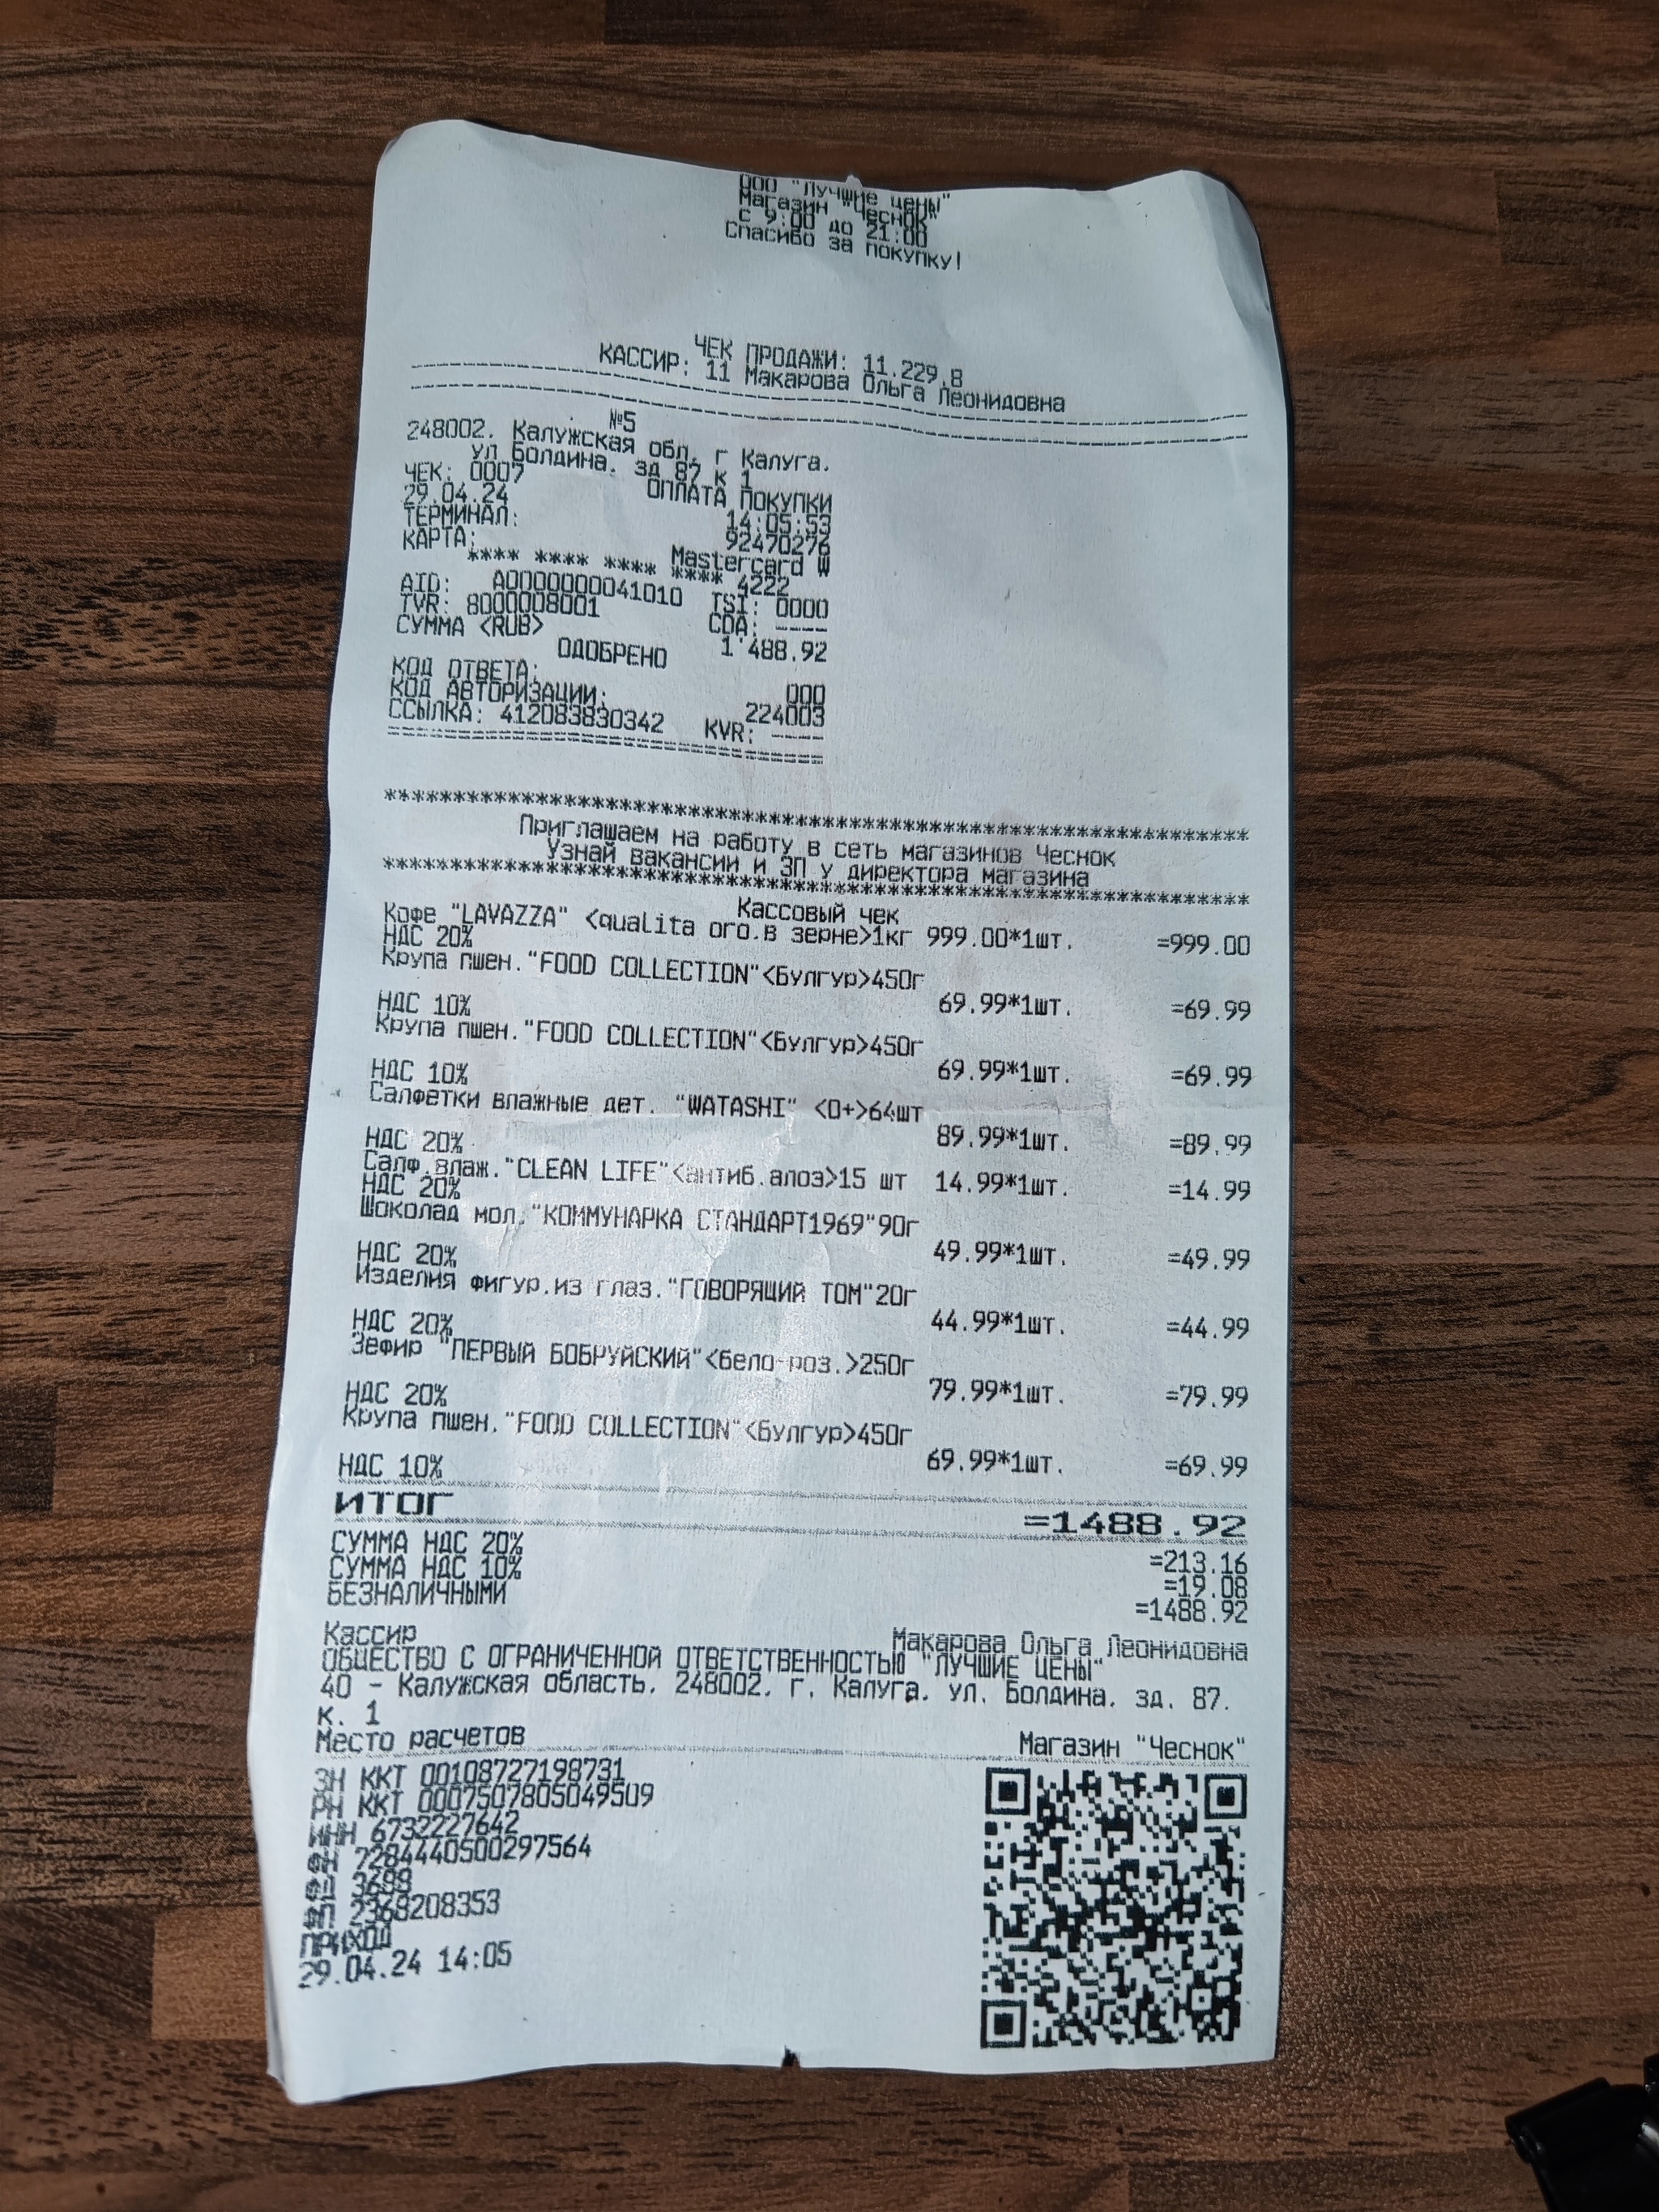 ООО "Лучшие цены"
Магазин "Чеснок"
с 9:00 до 21:00
Спасибо за покупку!
ЧЕК ПРОДАЖИ: 11.229.8
КАССИР: 11 Макарова Ольга Леонидовна
№5
248002, Калужская обл, г Калуга,
ул Болдина, зд 87 к 1
ЧЕК: 0007 ОПЛАТА ПОКУПКИ
29.04.24 14:05:53
ТЕРМИНАЛ: 92470276
КАРТА: Mastercard W
**** **** **** **** 4222
AID: A0000000041010 TSI: 0000
TVR: 8000008001 CDA: ----
СУММА <RUB> 1'488.92
ОДОБРЕНО
КОД ОТВЕТА: 000
КОД АВТОРИЗАЦИИ: 224003
ССЫЛКА: 412083830342 KVR: ----
Приглашаем на работу в сеть магазинов Чеснок
Узнай вакансии и ЗП у директора магазина
Кассовый чек
Кофе "LAVAZZA" <qualita oro.в зерне>1кг 999.00*1шт. =999.00
НДС 20%
Крупа пшен."FOOD COLLECTION"<Булгур>450г
69.99*1шт. =69.99
НДС 10%
Крупа пшен."FOOD COLLECTION"<Булгур>450г
69.99*1шт. =69.99
НДС 10%
Салфетки влажные дет. "WATASHI" <0+>64шт
89.99*1шт. =89.99
НДС 20%
Салф.влаж."CLEAN LIFE"<антиб.алоэ>15 шт 14.99*1шт. =14.99
НДС 20%
Шоколад мол."КОММУНАРКА СТАНДАРТ1969"90г
49.99*1шт. =49.99
НДС 20%
Изделия фигур.из глаз."ГОВОРЯЩИЙ ТОМ"20г
44.99*1шт. =44.99
НДС 20%
Зефир "ПЕРВЫЙ БОБРУЙСКИЙ"<бело-роз.>250г
79.99*1шт. =79.99
НДС 20%
Крупа пшен."FOOD COLLECTION"<Булгур>450г
69.99*1шт. =69.99
НДС 10%
ИТОГ =1488.92
СУММА НДС 20% =213.16
СУММА НДС 10% =19.08
БЕЗНАЛИЧНЫМИ =1488.92
Кассир Макарова Ольга Леонидовна
ОБЩЕСТВО С ОГРАНИЧЕННОЙ ОТВЕТСТВЕННОСТЬЮ "ЛУЧШИЕ ЦЕНЫ"
40 - Калужская область, 248002, г. Калуга, ул. Болдина, зд. 87,
к. 1
Место расчетов Магазин "Чеснок"
ЗН ККТ 00108727198731
РН ККТ 0007507805049509
ИНН 6732227642
ФН 7284440500297564
ФД 3688
ФП 2368208353
ПРИХОД
29.04.24 14:05